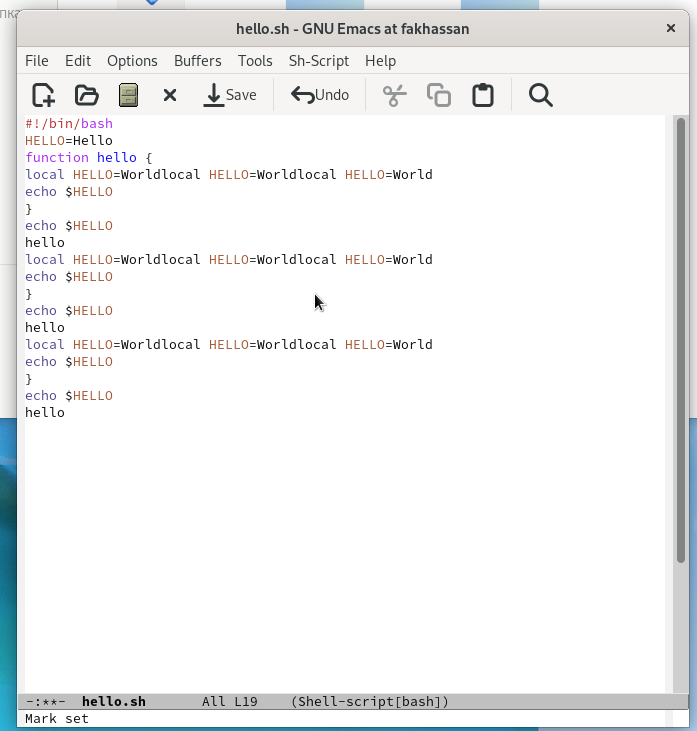 hello.sh - GNU Emacs at fakhassan
File Edit Options Buffers Tools Sh-Script Help
Save Undo
#!/bin/bash
HELLO=Hello
function hello {
local HELLO=Worldlocal HELLO=Worldlocal HELLO=World
echo $HELLO
}
echo $HELLO
hello
local HELLO=Worldlocal HELLO=Worldlocal HELLO=World
echo $HELLO
}
echo $HELLO
hello
local HELLO=Worldlocal HELLO=Worldlocal HELLO=World
echo $HELLO
}
echo $HELLO
hello
-:**- hello.sh All L19 (Shell-script[bash])
Mark set